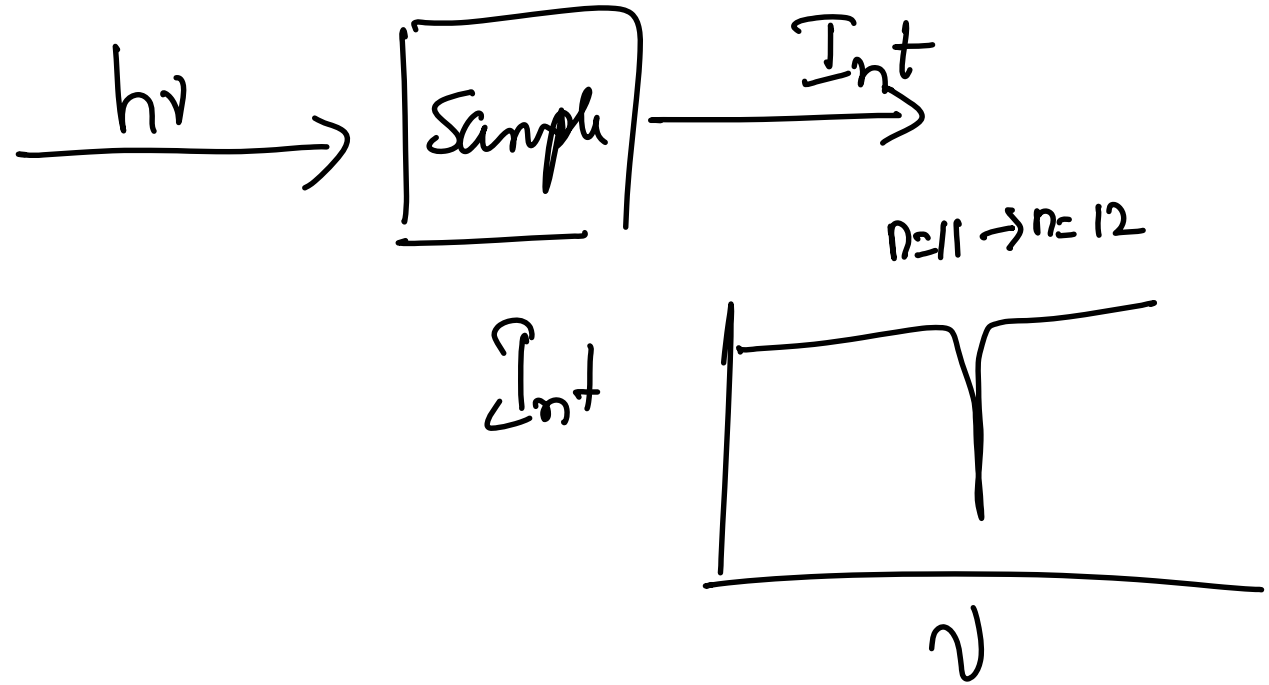 hν
Sample
Int
n=11 → n=12
Int
ν